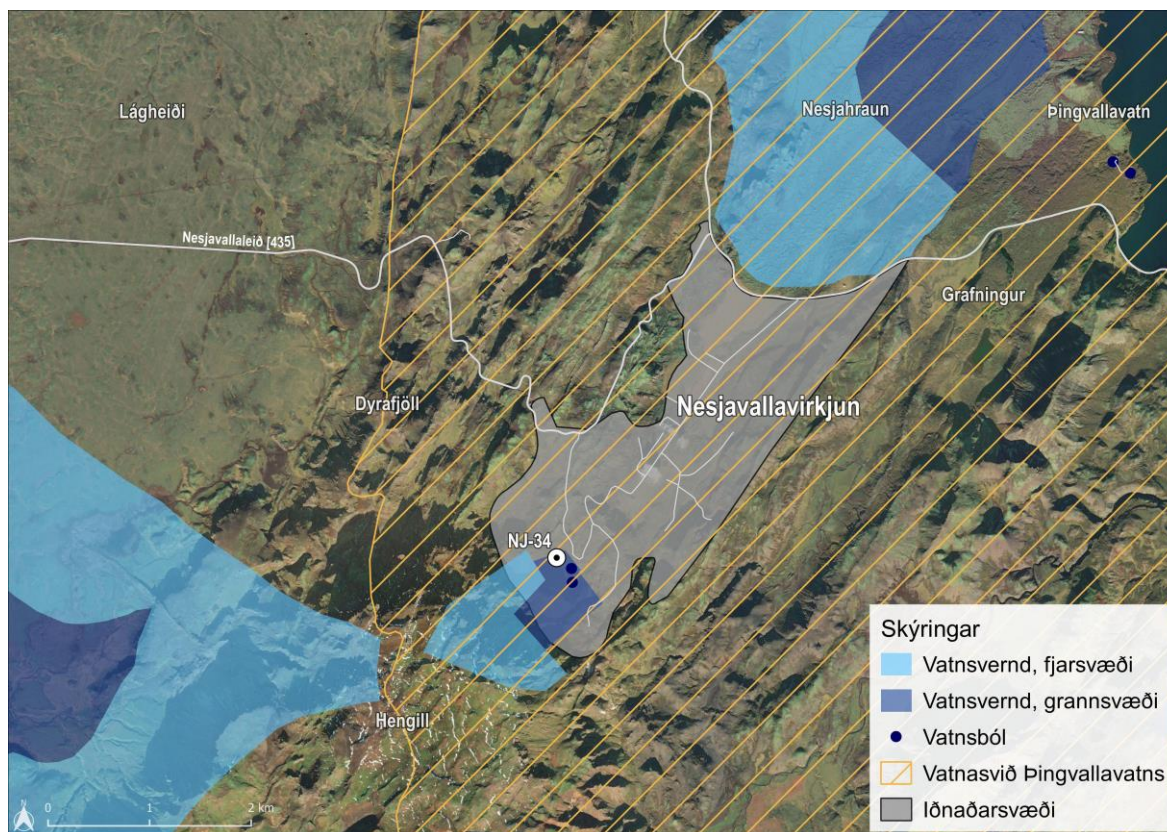 Lágheiði
Nesjahraun
Þingvallavatn
Nesjavallaleið [435]
Grafningur
Dyrafjöll
Nesjavallavirkjun
NJ-34
Hengill
Skýringar
Vatnsvernd, fjarsvæði
Vatnsvernd, grannsvæði
Vatnsból
Vatnasvið Þingvallavatns
Iðnaðarsvæði
N
0 1 2 km